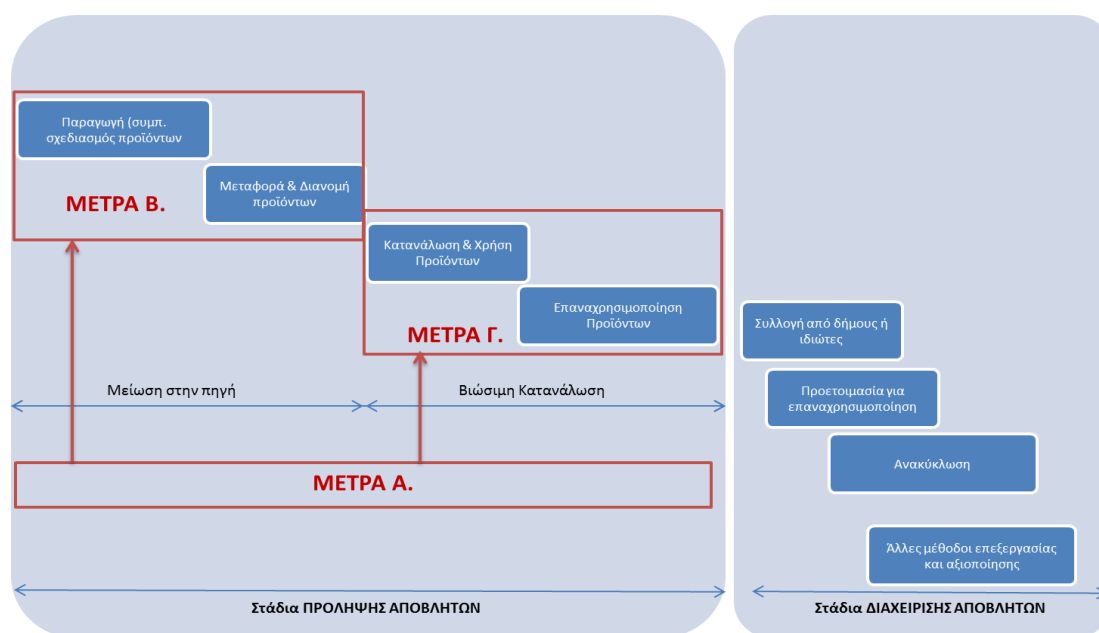 Παραγωγή (συμπ.
σχεδιασμός προϊόντων
ΜΕΤΡΑ Β.
Μεταφορά & Διανομή
προϊόντων
Κατανάλωση & Χρήση
Προϊόντων
Επαναχρησιμοποίηση
Προϊόντων
ΜΕΤΡΑ Γ.
Μείωση στην πηγή
Βιώσιμη Κατανάλωση
ΜΕΤΡΑ Α.
Στάδια ΠΡΟΛΗΨΗΣ ΑΠΟΒΛΗΤΩΝ
Συλλογή από δήμους ή
ιδιώτες
Προετοιμασία για
επαναχρησιμοποίηση
Ανακύκλωση
Άλλες μέθοδοι επεξεργασίας
και αξιοποίησης
Στάδια ΔΙΑΧΕΙΡΙΣΗΣ ΑΠΟΒΛΗΤΩΝ